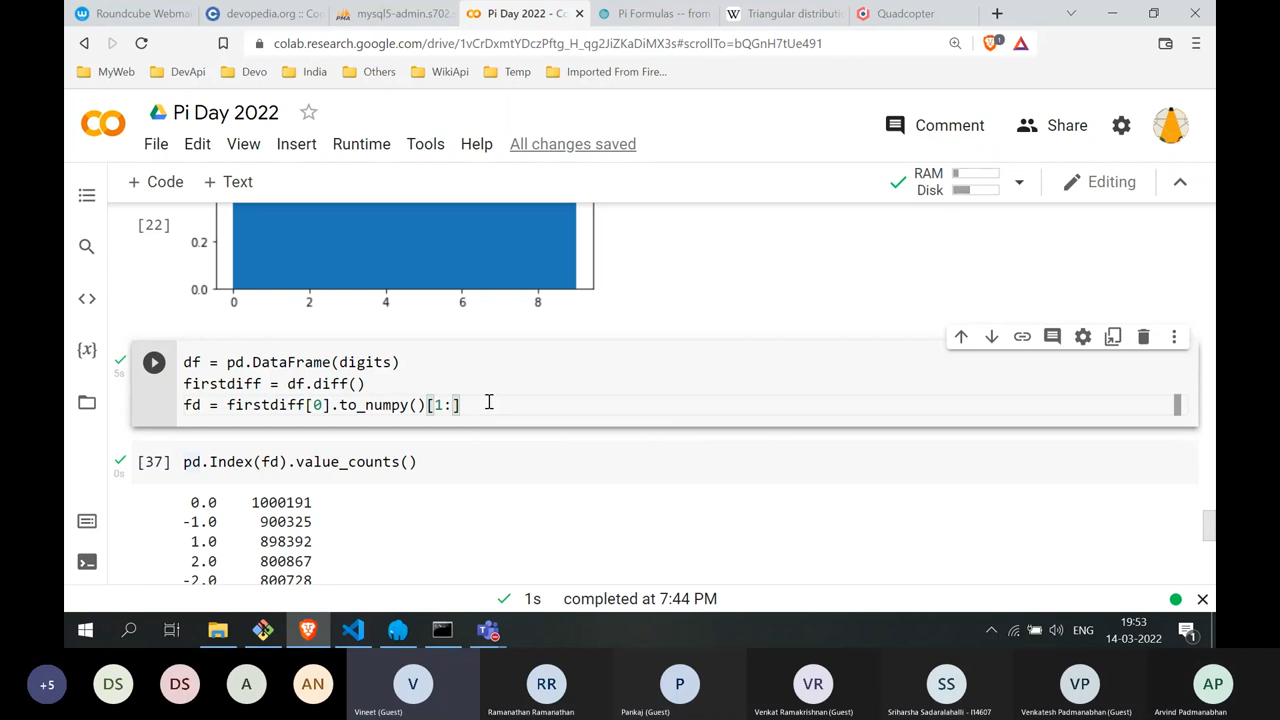 Roundcube Webma
devopedia.org :: Co
mysql5-admin.s702.
Pi Day 2022 - Co
Pi Formulas -- from
Triangular distributi
Quadcopter
colab.research.google.com/drive/1vCrDxmtYDczPftg_H_qg2JiZKaDiMX3s#scrollTo=bQGnH7tUe491
1
MyWeb
DevApi
Devo
India
Others
WikiApi
Temp
Imported From Fire...
Pi Day 2022
Comment
Share
File Edit View Insert Runtime Tools Help All changes saved
+ Code + Text
RAM
Disk
Editing
[22]
0.2
0.0
0 2 4 6 8
df = pd.DataFrame(digits)
firstdiff = df.diff()
5s
fd = firstdiff[0].to_numpy()[1:]
[37] pd.Index(fd).value_counts()
0s
0.0 1000191
-1.0 900325
1.0 898392
2.0 800867
-2.0 800728
1s completed at 7:44 PM
ENG
19:53
14-03-2022
1
+5
DS
DS
A
AN
V
RR
P
VR
SS
VP
AP
Vineet (Guest)
Ramanathan Ramanathan
Pankaj (Guest)
Venkat Ramakrishnan (Guest)
Sriharsha Sadaralahalli - I14607
Venkatesh Padmanabhan (Guest)
Arvind Padmanabhan